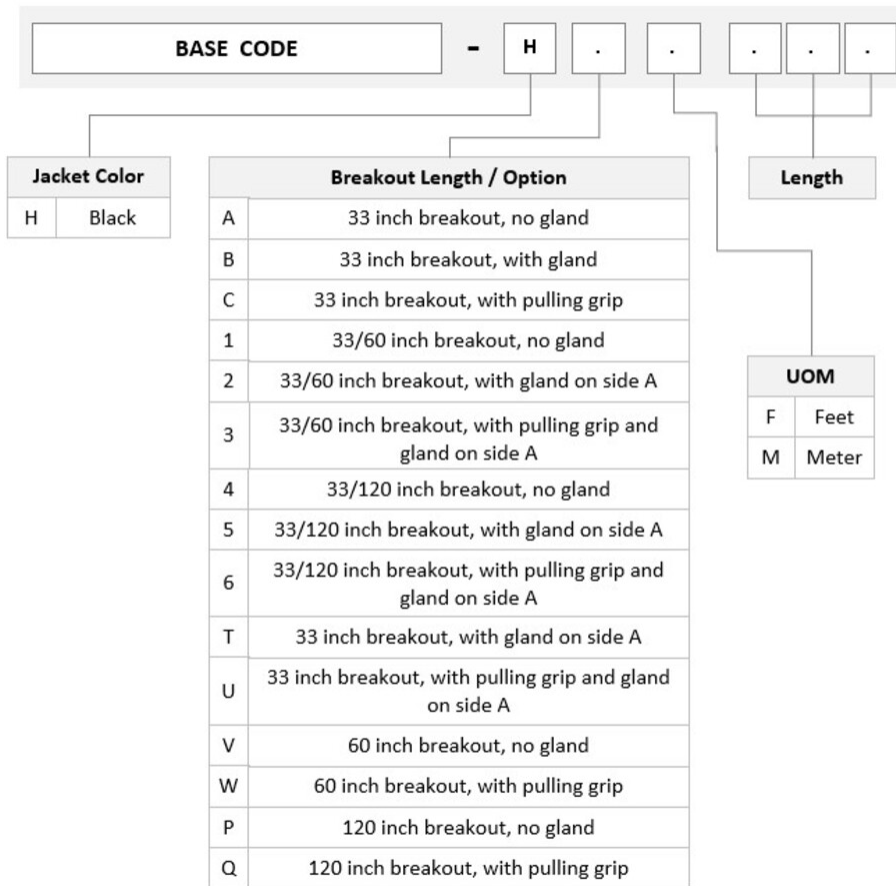 BASE CODE - H . . . . .
Jacket Color
H Black
Breakout Length / Option
A 33 inch breakout, no gland
B 33 inch breakout, with gland
C 33 inch breakout, with pulling grip
1 33/60 inch breakout, no gland
2 33/60 inch breakout, with gland on side A
3 33/60 inch breakout, with pulling grip and
gland on side A
4 33/120 inch breakout, no gland
5 33/120 inch breakout, with gland on side A
6 33/120 inch breakout, with pulling grip and
gland on side A
T 33 inch breakout, with gland on side A
U 33 inch breakout, with pulling grip and gland
on side A
V 60 inch breakout, no gland
W 60 inch breakout, with pulling grip
P 120 inch breakout, no gland
Q 120 inch breakout, with pulling grip
Length
UOM
F Feet
M Meter